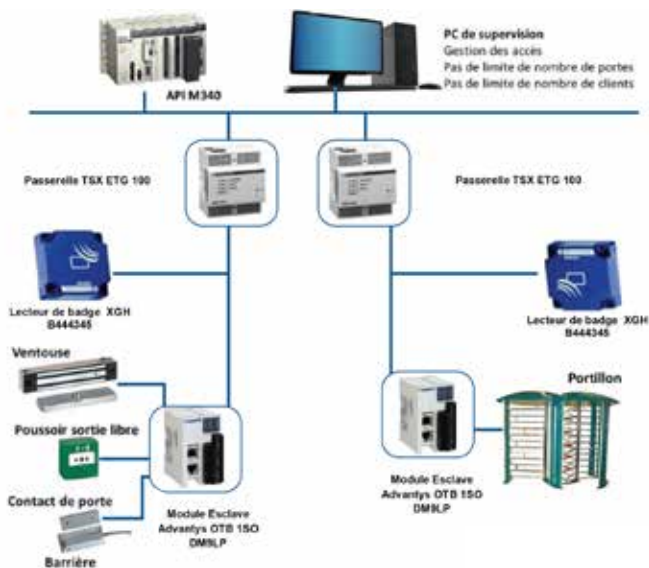 API M340
PC de supervision
Gestion des accès
Pas de limite de nombre de portes
Pas de limite de nombre de clients
Passerelle TSX ETG 100
Passerelle TSX ETG 100
Lecteur de badge XGH
B444345
Lecteur de badge XGH
B444345
Ventouse
Poussoir sortie libre
Contact de porte
Barrière
Module Esclave
Advantys OTB 1SO
DM9LP
Portillon
Module Esclave
Advantys OTB 1SO
DM9LP